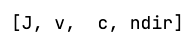 [J, v,  c, ndir]